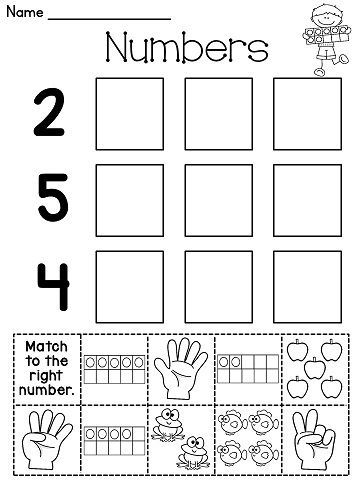 Name
Numbers
2
5
4
Match
to the
right
number.